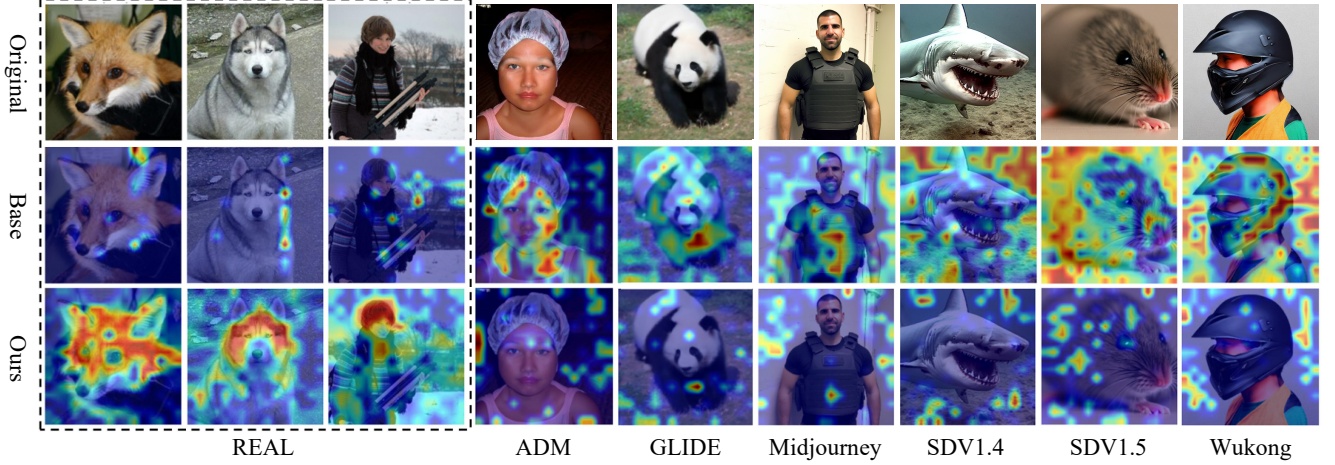 Original
Base
Ours
REAL
ADM
GLIDE
Midjourney
SDV1.4
SDV1.5
Wukong